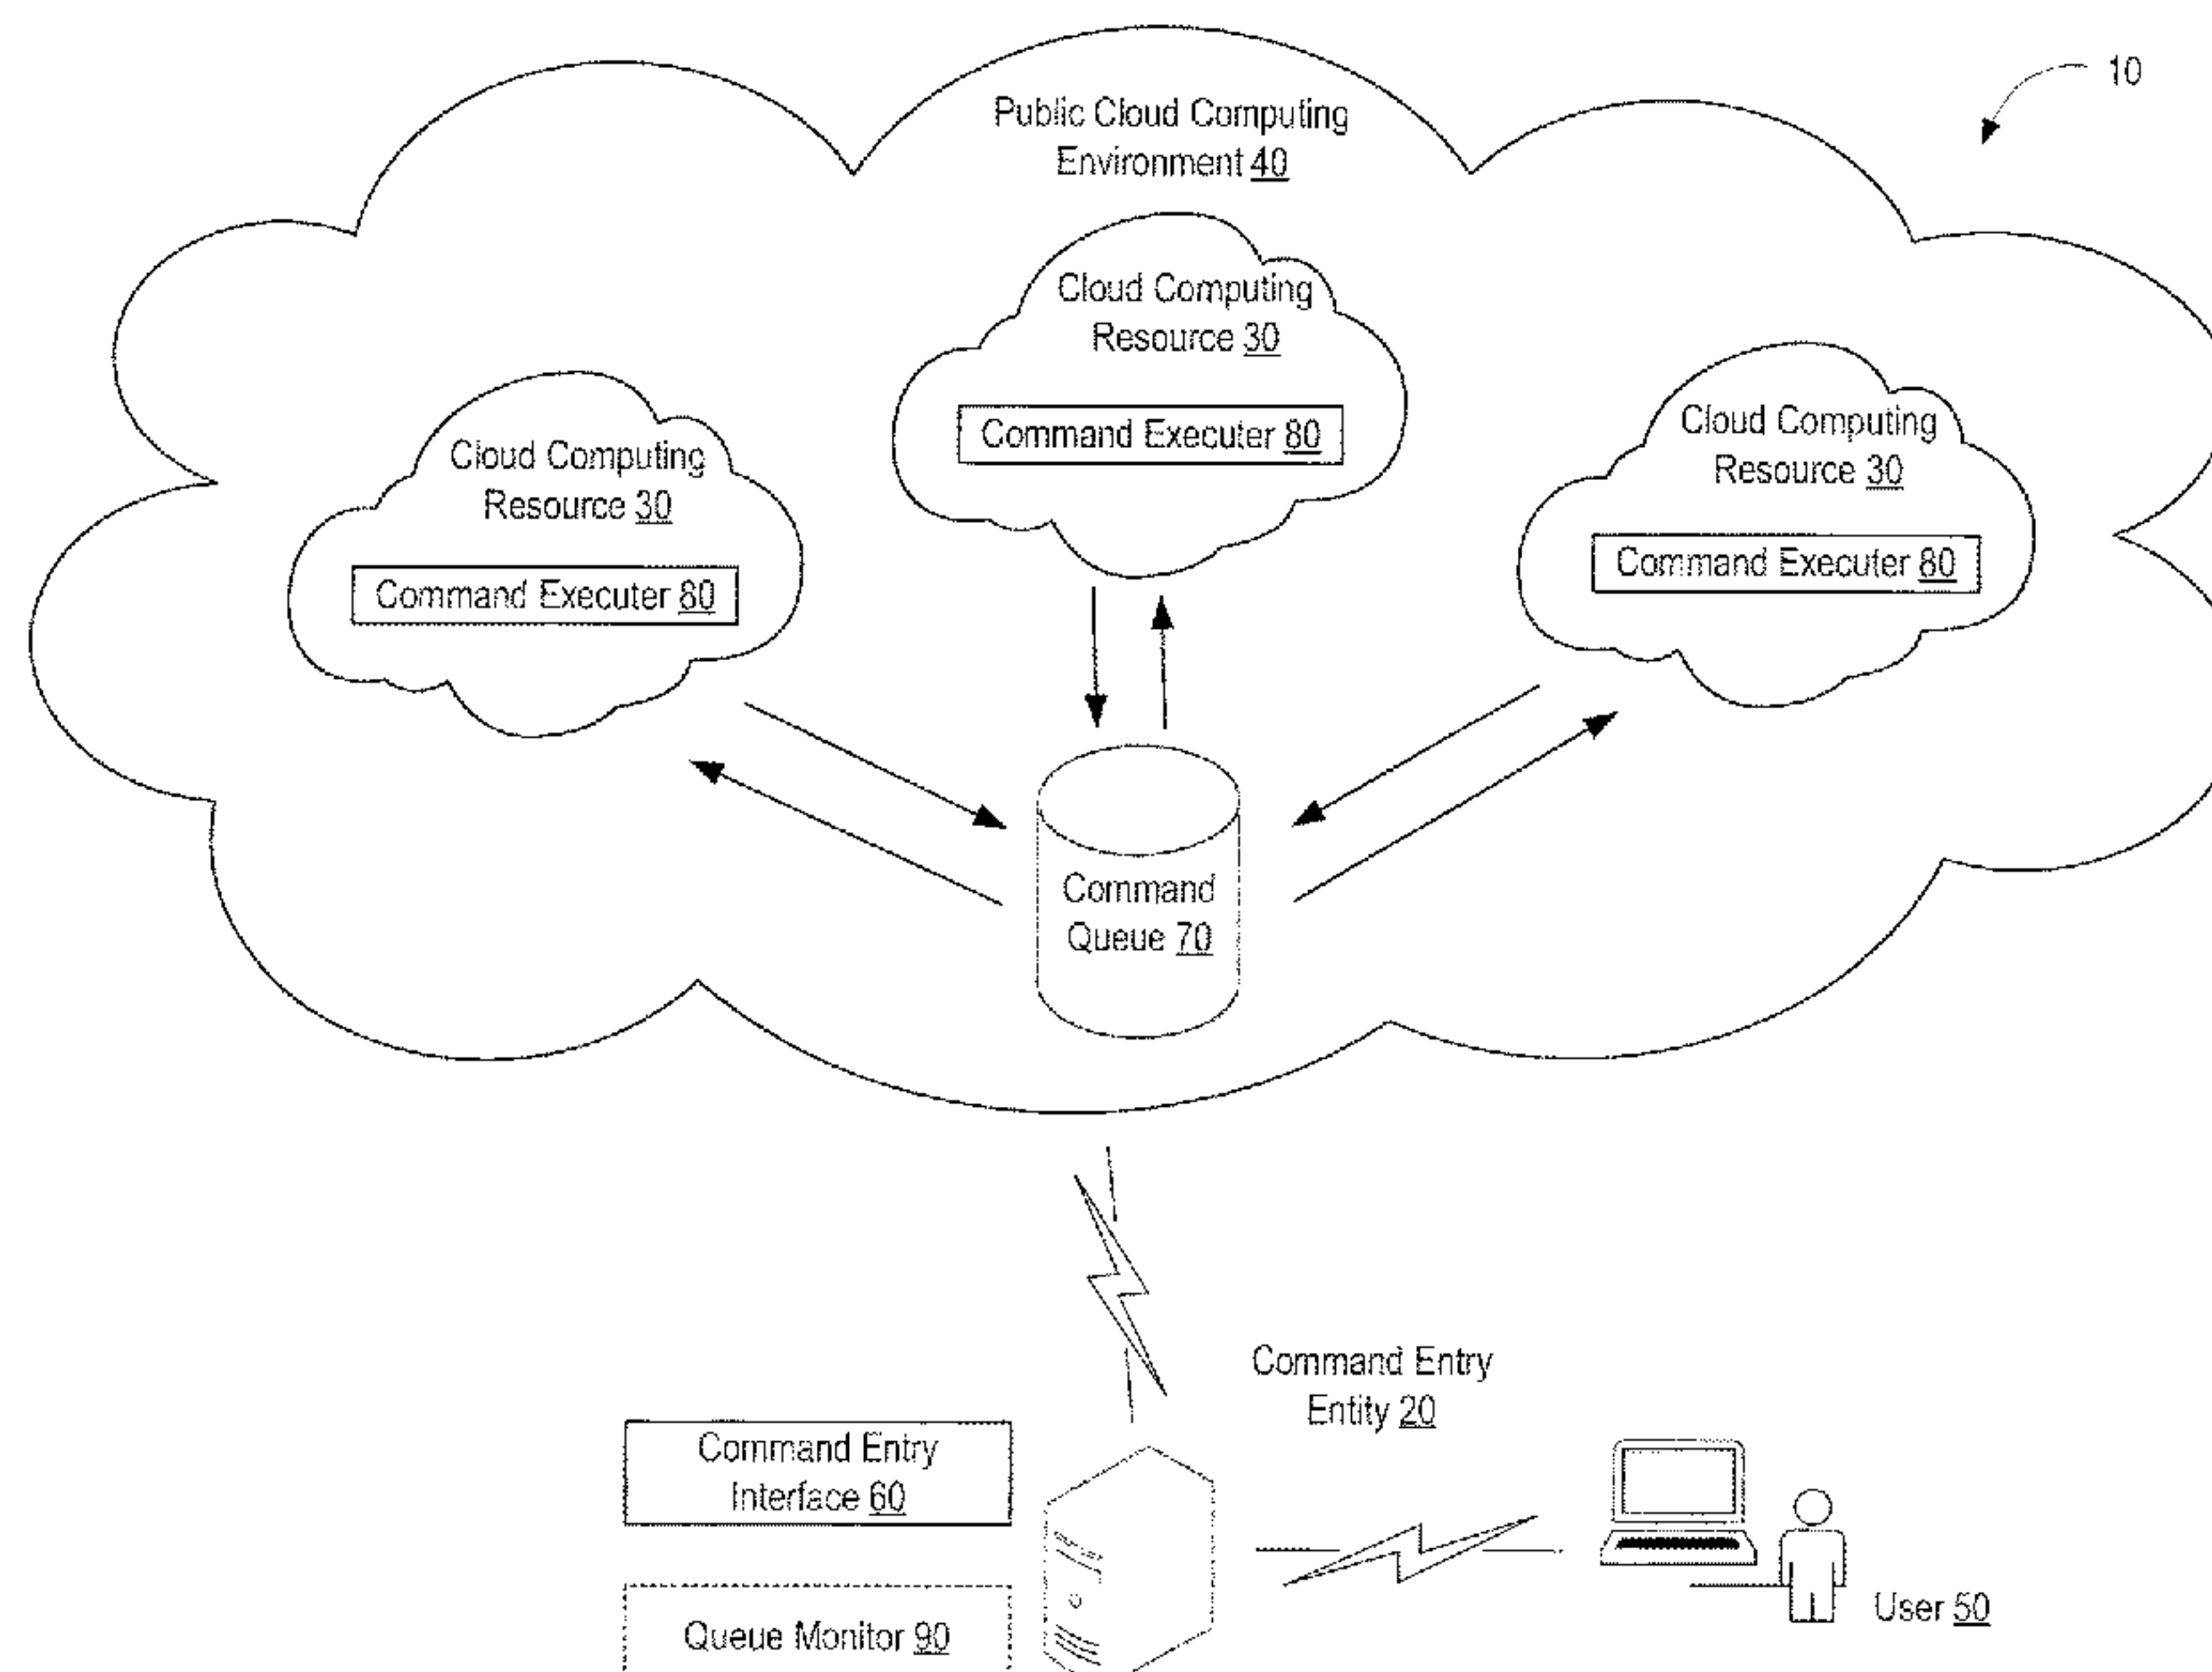 10
Public Cloud Computing
Environment 40
Cloud Computing
Resource 30
Command Executer 80
Cloud Computing
Resource 30
Command Executer 80
Cloud Computing
Resource 30
Command Executer 80
Command
Queue 70
Command Entry
Entity 20
Command Entry
Interface 60
Queue Monitor 90
User 50